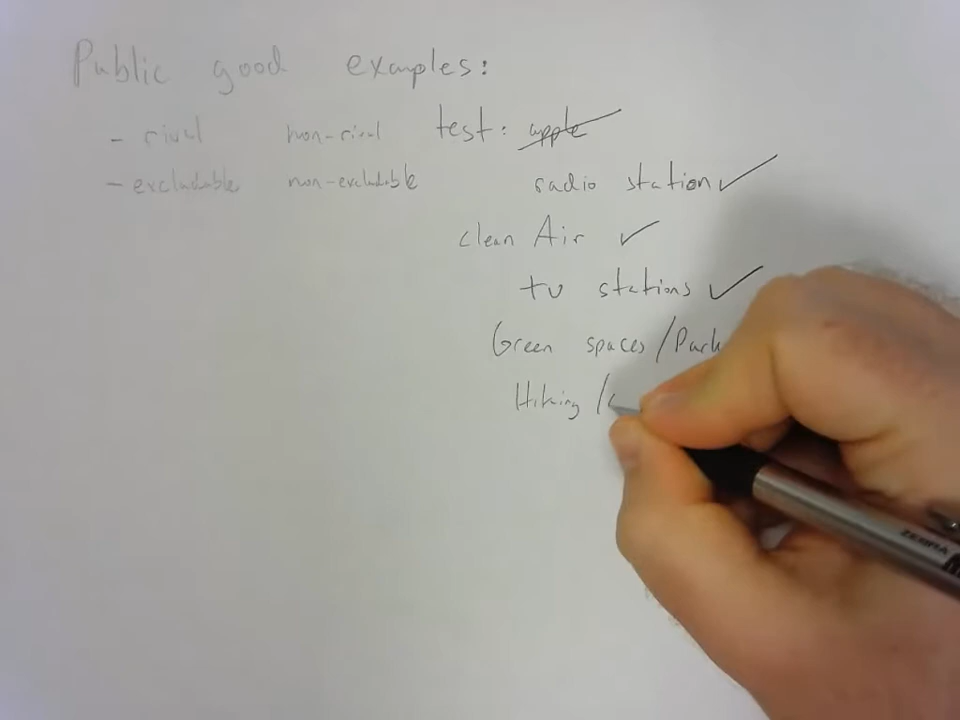 Public good examples:
- rival non-rival test: apple
- excludable non-excludable radio station ✓
clean Air ✓
tv stations ✓
Green spaces/Park
Hiking /
ZEBRA